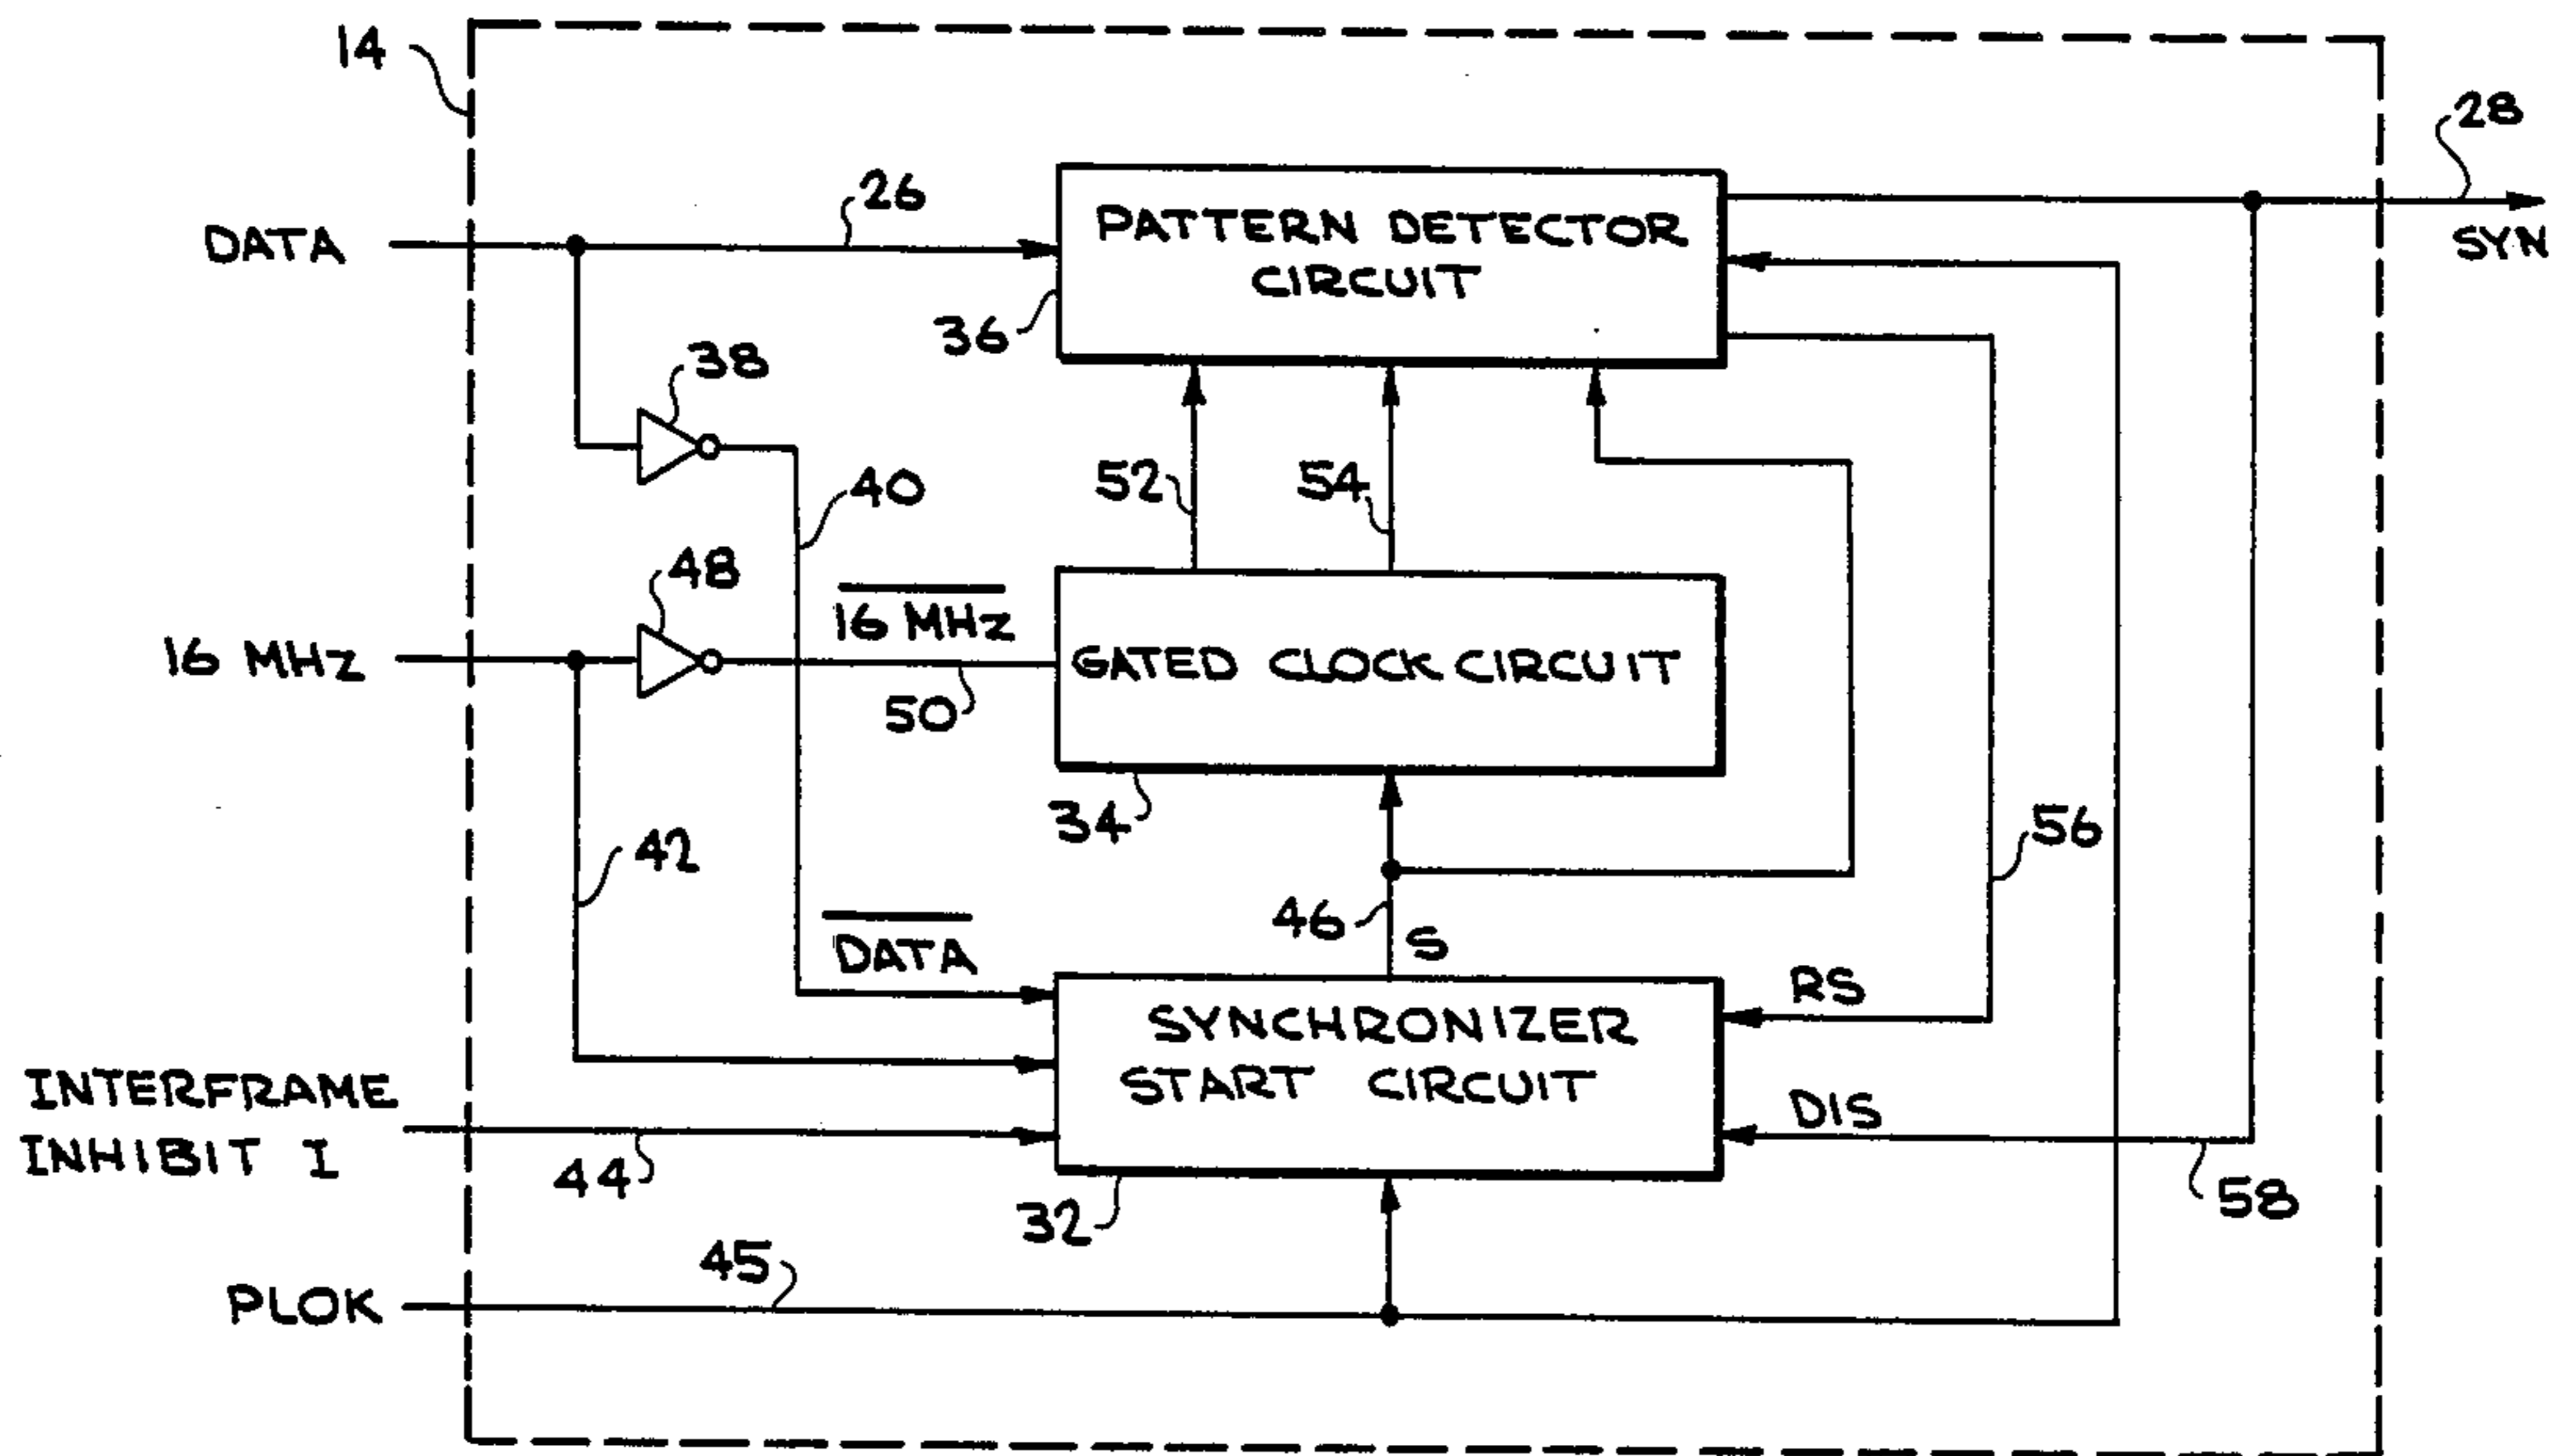 14
28
SYN
DATA
26
PATTERN DETECTOR
CIRCUIT
36
38
40
52
54
48
16 MHz
16 MHz
50
GATED CLOCK CIRCUIT
34
42
56
46
S
DATA
RS
SYNCHRONIZER
START CIRCUIT
INTERFRAME
INHIBIT I
44
DIS
58
32
45
PLOK